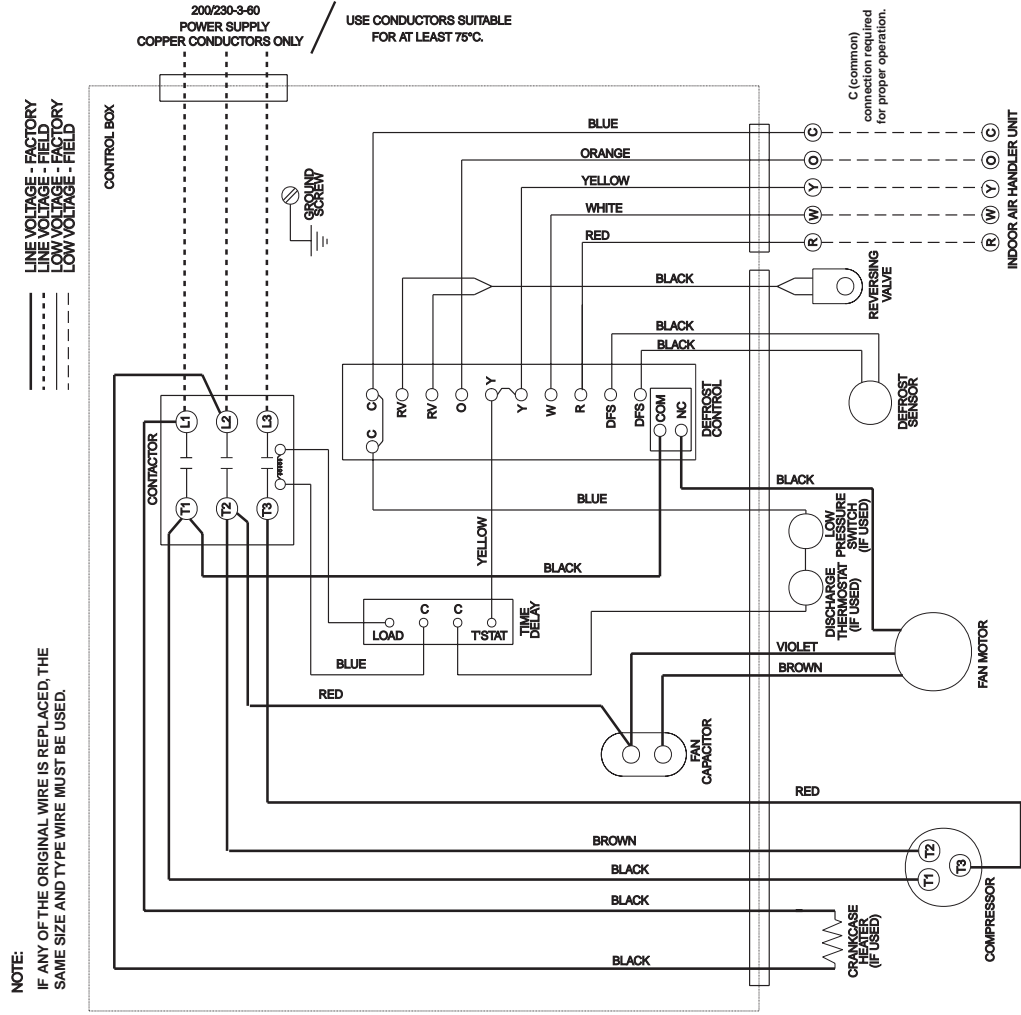 200/230-3-60
POWER SUPPLY
COPPER CONDUCTORS ONLY
USE CONDUCTORS SUITABLE
FOR AT LEAST 75°C.
LINE VOLTAGE - FACTORY
LINE VOLTAGE - FIELD
LOW VOLTAGE - FACTORY
LOW VOLTAGE - FIELD
CONTROL BOX
GROUND
SCREW
C (common)
connection required
for proper operation.
BLUE
ORANGE
YELLOW
WHITE
RED
C
O
Y
W
R
C
O
Y
W
R
INDOOR AIR HANDLER UNIT
BLACK
REVERSING
VALVE
BLACK
BLACK
DEFROST
SENSOR
CONTACTOR
L1
L2
L3
T1
T2
T3
C
C
RV
RV
O
Y
Y
W
R
DFS
DFS
COM
NC
DEFROST
CONTROL
BLACK
BLUE
YELLOW
BLACK
LOW
PRESSURE
SWITCH
(IF USED)
DISCHARGE
THERMOSTAT
(IF USED)
LOAD
C
C
T'STAT
TIME
DELAY
BLUE
RED
VIOLET
BROWN
FAN MOTOR
FAN
CAPACITOR
RED
BROWN
BLACK
T2
T1
T3
COMPRESSOR
BLACK
BLACK
CRANKCASE
HEATER
(IF USED)
NOTE:
IF ANY OF THE ORIGINAL WIRE IS REPLACED, THE
SAME SIZE AND TYPE WIRE MUST BE USED.